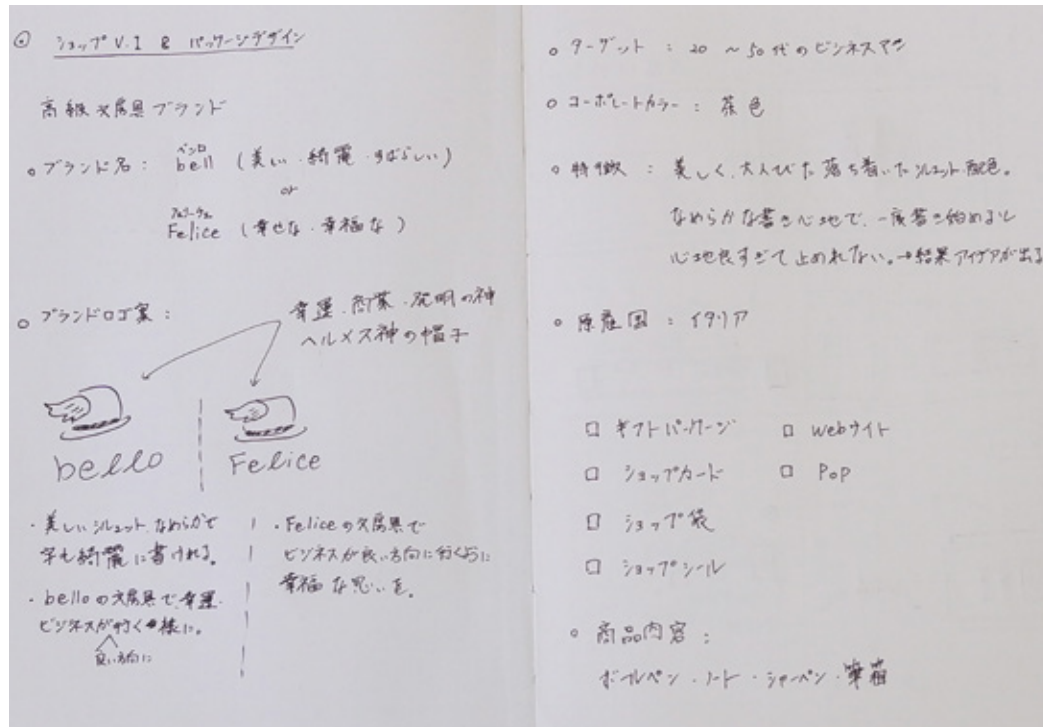 ショップ V.I & パッケージデザイン
高級文房具ブランド
○ブランド名： bell （美しい・綺麗・すばらしい）
ベッロ
or
フェリーチェ
Felice （幸せな・幸福な）
○ブランドロゴ案：
幸運・商業・発明の神
ヘルメス神の帽子
bello
Felice
・美しいシルエット、なめらかで
字も綺麗に書ける。
・belloの文房具で、幸運・
ビジネスが行く様に。
良い方向に
・Feliceの文房具で
ビジネスが良い方向に行くように
幸福な思いを。
○ターゲット ： 20 〜 50代のビジネスマン
○コーポレートカラー ： 茶色
○特徴 ： 美しく、大人びた落ち着いたシルエット・配色。
なめらかな書き心地で、一度書き始めると
心地良すぎて止めれない。→結果アイデアが出る
○原産国 ： イタリア
□ ギフトパッケージ
□ Webサイト
□ ショップカード
□ PoP
□ ショップ袋
□ ショップシール
○商品内容 ：
ボールペン・ノート・シャーペン・筆箱